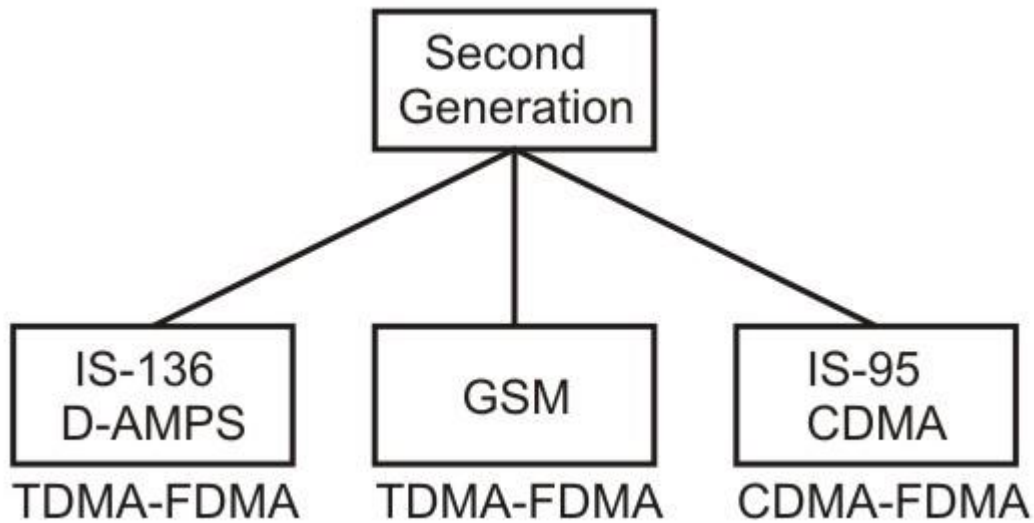 Second
Generation
IS-136
D-AMPS
GSM
IS-95
CDMA
TDMA-FDMA
TDMA-FDMA
CDMA-FDMA